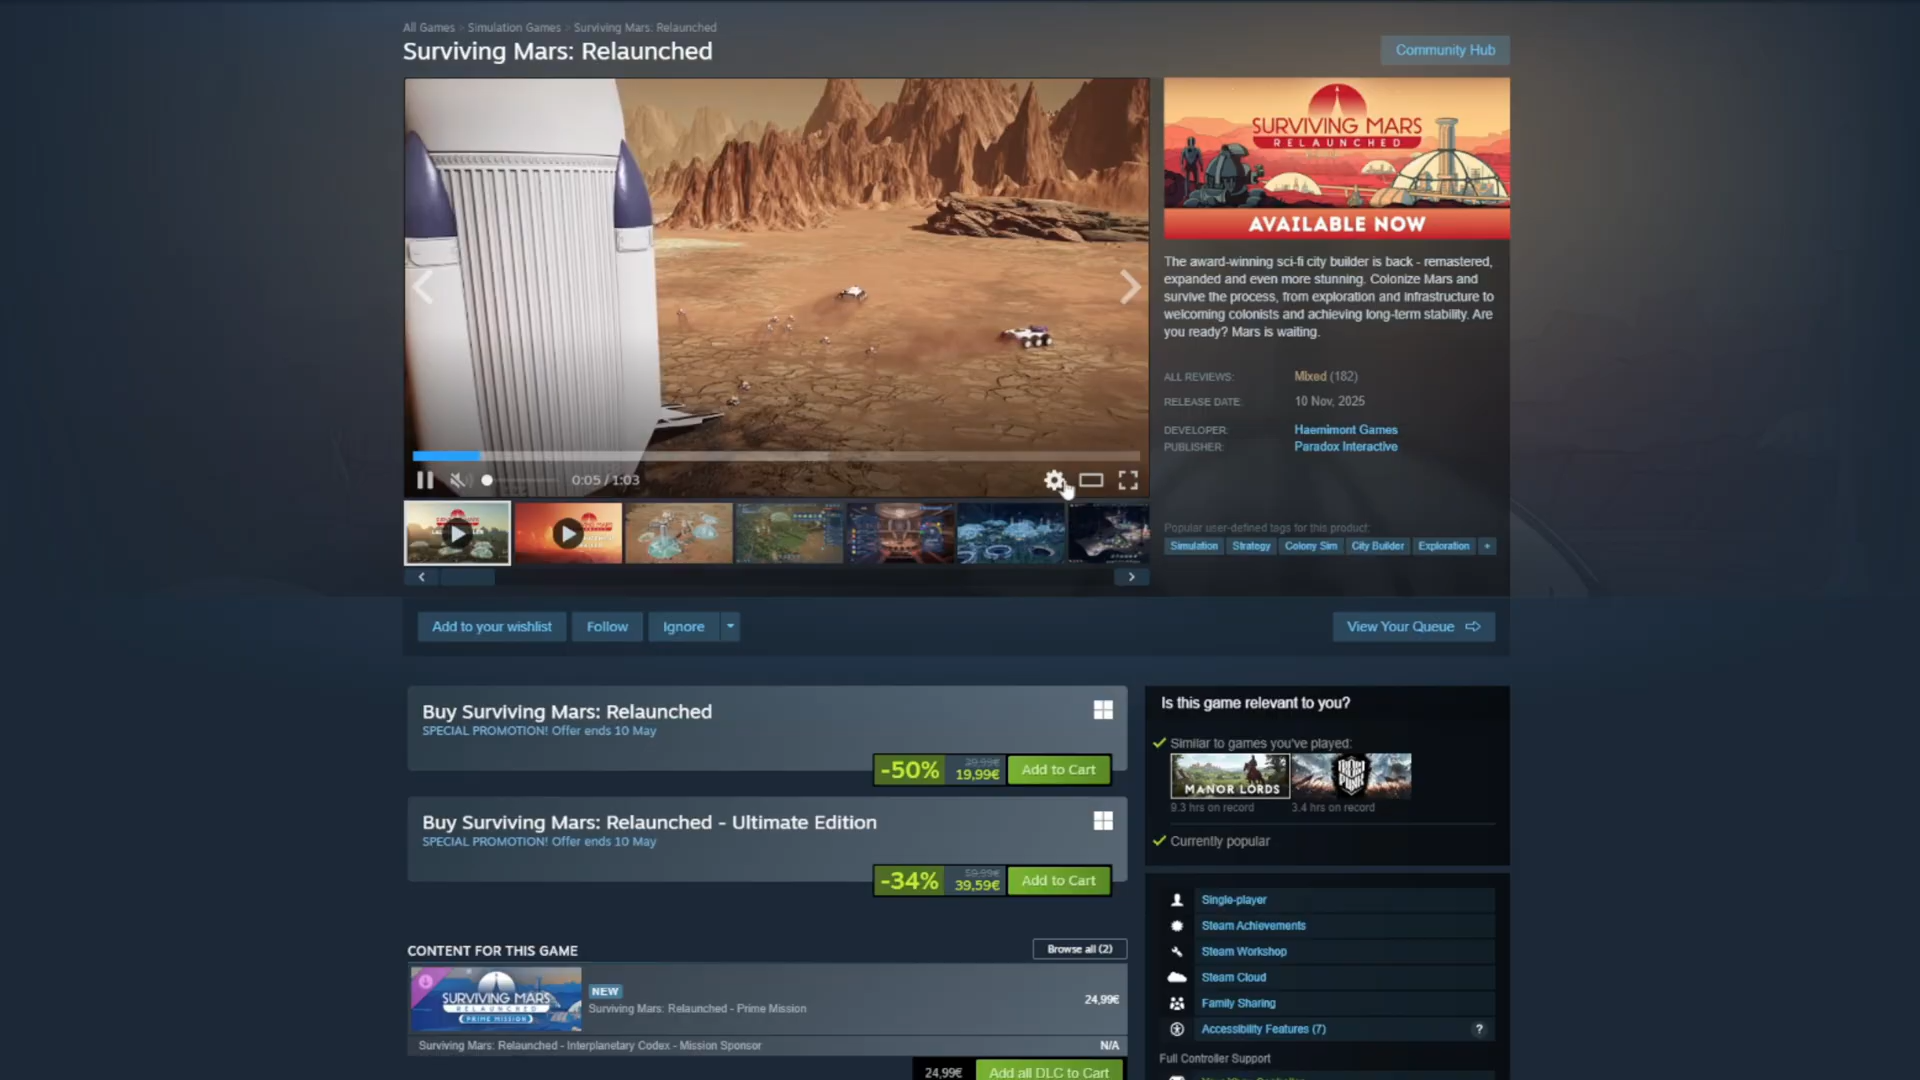 All Games > Simulation Games > Surviving Mars: Relaunched
Surviving Mars: Relaunched
Community Hub
SURVIVING MARS
RELAUNCHED
AVAILABLE NOW
The award-winning sci-fi city builder is back - remastered,
expanded and even more stunning. Colonize Mars and
survive the process, from exploration and infrastructure to
welcoming colonists and achieving long-term stability. Are
you ready? Mars is waiting.
ALL REVIEWS: Mixed (182)
RELEASE DATE: 10 Nov, 2025
DEVELOPER: Haemimont Games
PUBLISHER: Paradox Interactive
0:05 / 1:03
Popular user-defined tags for this product:
Simulation Strategy Colony Sim City Builder Exploration +
Add to your wishlist Follow Ignore View Your Queue
Buy Surviving Mars: Relaunched
SPECIAL PROMOTION! Offer ends 10 May
-50% 39,99€ 19,99€ Add to Cart
Buy Surviving Mars: Relaunched - Ultimate Edition
SPECIAL PROMOTION! Offer ends 10 May
-34% 59,99€ 39,59€ Add to Cart
CONTENT FOR THIS GAME Browse all (2)
SURVIVING MARS
RELAUNCHED
PRIME MISSION
NEW
Surviving Mars: Relaunched - Prime Mission 24,99€
Surviving Mars: Relaunched - Interplanetary Codex - Mission Sponsor N/A
24,99€ Add all DLC to Cart
Is this game relevant to you?
Similar to games you've played:
MANOR LORDS
FROSTPUNK
9.3 hrs on record 3.4 hrs on record
Currently popular
Single-player
Steam Achievements
Steam Workshop
Steam Cloud
Family Sharing
Accessibility Features (7) ?
Full Controller Support